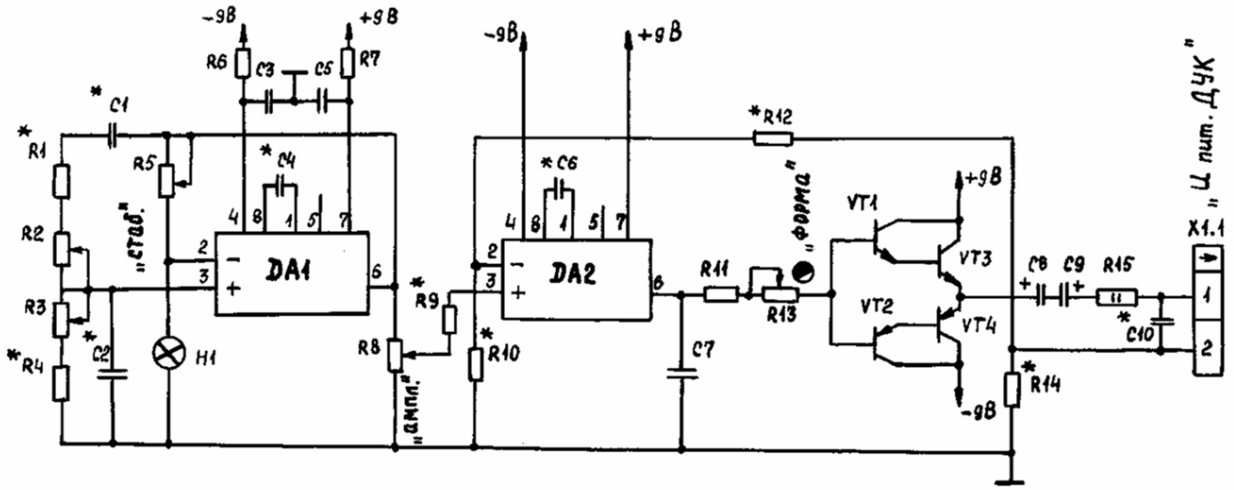 -9В
+9В
R6
C3
C5
R7
* C1
* R1
R5
* C4
„стаб."
4
8
1
5
7
R2
2
-
DA1
3
+
6
R3
*
* R4
C2
H1
R8
„ампл."
-9В
+9В
* R12
* C6
4
8
1
5
7
2
-
DA2
3
+
6
* R9
* R10
C7
R11
R13
„форма"
VT1
VT2
VT3
VT4
+9В
-9В
+ C8
C9 +
R15
* C10
* R14
X1.1
1
2
„U пит. ДУК"